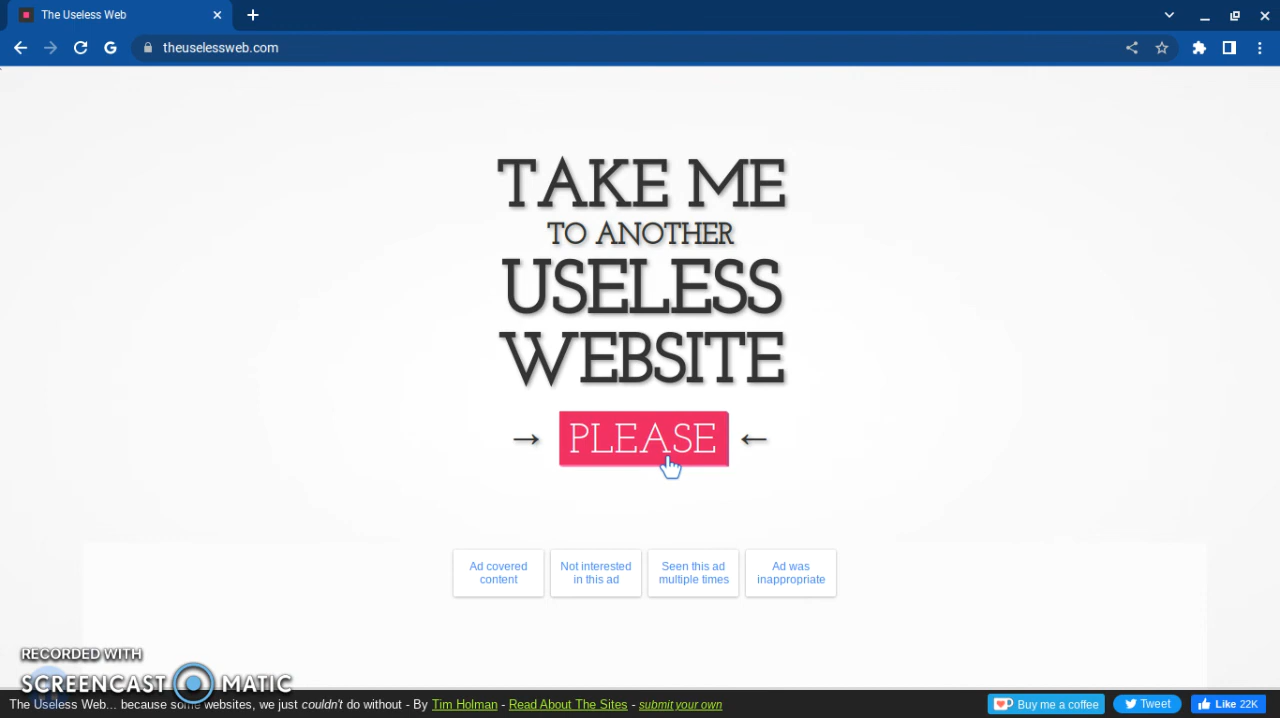 The Useless Web
theuselessweb.com
TAKE ME
TO ANOTHER
USELESS
WEBSITE
→ PLEASE ←
Ad covered
content
Not interested
in this ad
Seen this ad
multiple times
Ad was
inappropriate
RECORDED WITH
SCREENCAST MATIC
The Useless Web... because some websites, we just couldn't do without - By Tim Holman - Read About The Sites - submit your own
Buy me a coffee
Tweet
Like 22K